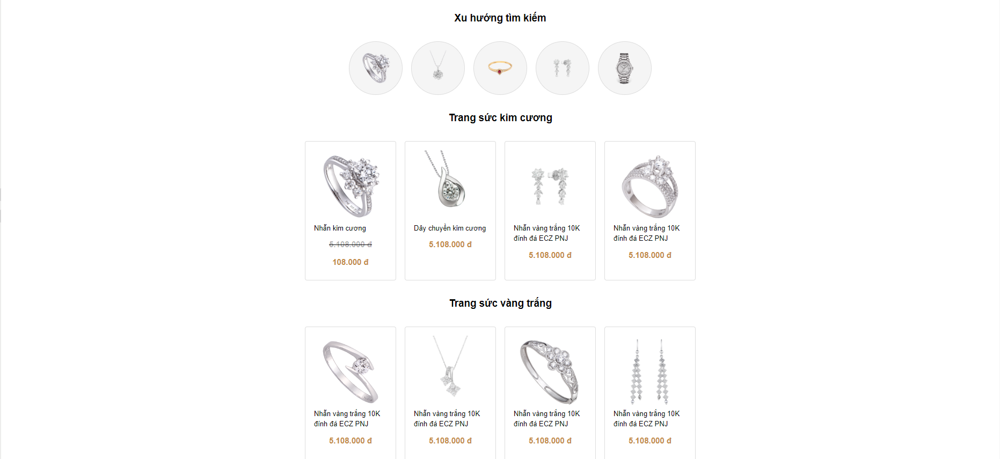 Xu hướng tìm kiếm
Trang sức kim cương
Nhẫn kim cương
5.108.000 đ
108.000 đ
Dây chuyền kim cương
5.108.000 đ
Nhẫn vàng trắng 10K
đính đá ECZ PNJ
5.108.000 đ
Nhẫn vàng trắng 10K
đính đá ECZ PNJ
5.108.000 đ
Trang sức vàng trắng
Nhẫn vàng trắng 10K
đính đá ECZ PNJ
5.108.000 đ
Nhẫn vàng trắng 10K
đính đá ECZ PNJ
5.108.000 đ
Nhẫn vàng trắng 10K
đính đá ECZ PNJ
5.108.000 đ
Nhẫn vàng trắng 10K
đính đá ECZ PNJ
5.108.000 đ